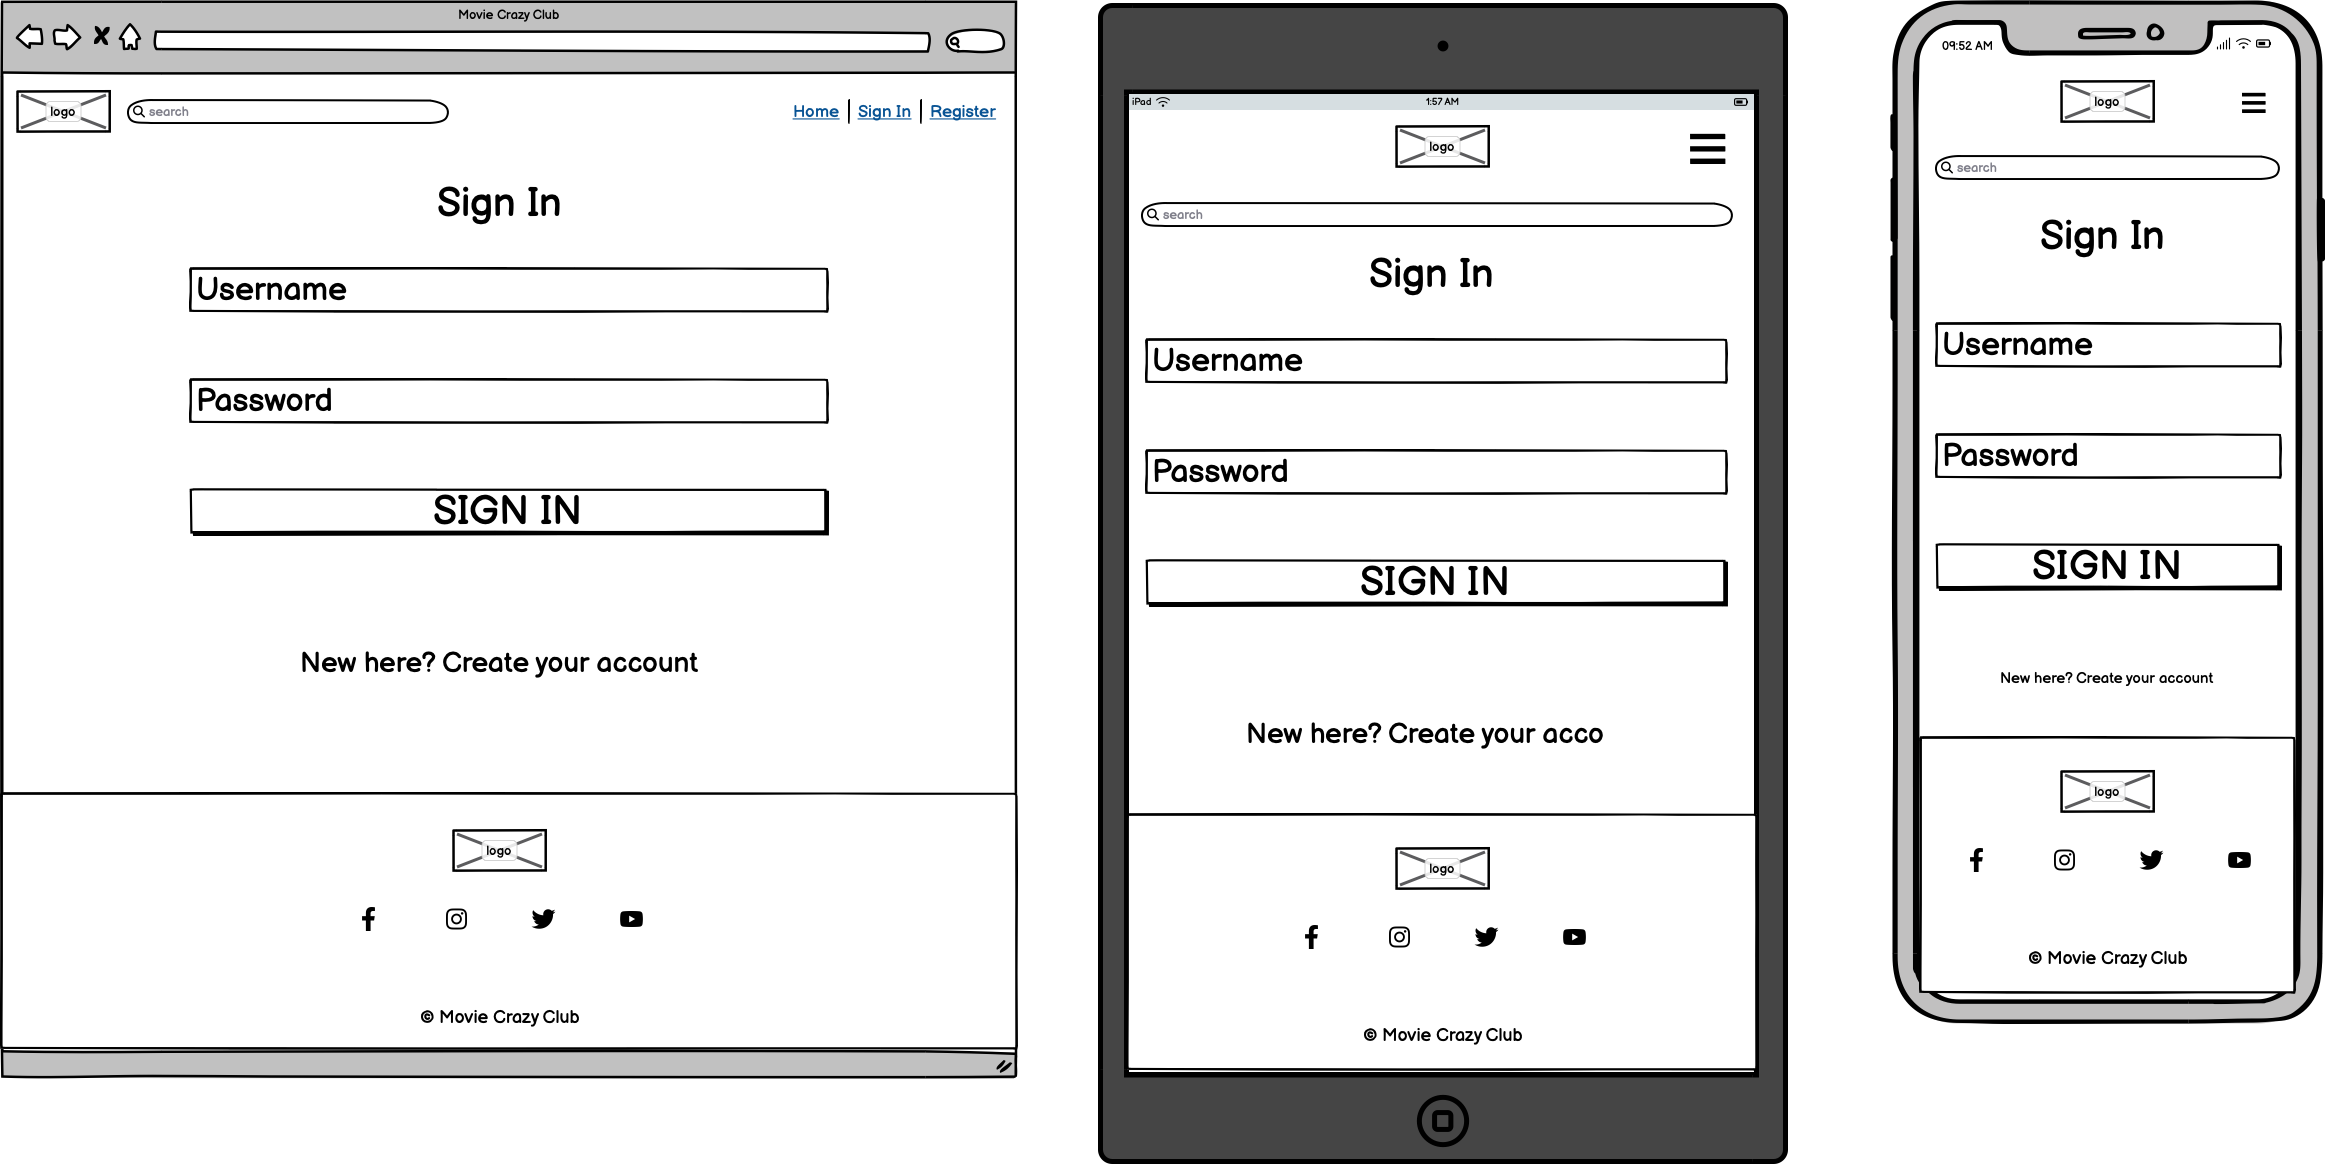 Movie Crazy Club
logo
search
Home
Sign In
Register
Sign In
Username
Password
SIGN IN
New here? Create your account
logo
© Movie Crazy Club
iPad
1:57 AM
logo
search
Sign In
Username
Password
SIGN IN
New here? Create your acco
logo
© Movie Crazy Club
09:52 AM
logo
search
Sign In
Username
Password
SIGN IN
New here? Create your account
logo
© Movie Crazy Club